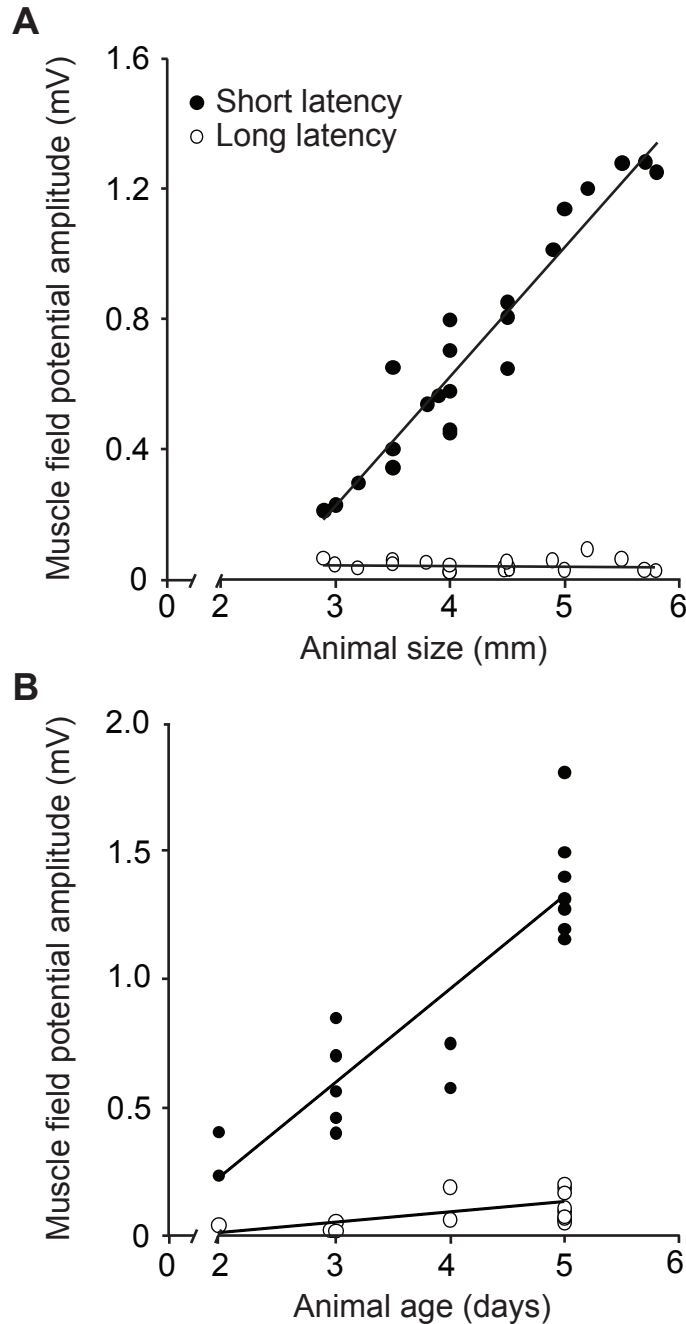 A
Muscle field potential amplitude (mV)
1.6
1.2
0.8
0.4
0
Short latency
Long latency
0 2 3 4 5 6
Animal size (mm)
B
Muscle field potential amplitude (mV)
2.0
1.5
1.0
0.5
0
0 2 3 4 5 6
Animal age (days)